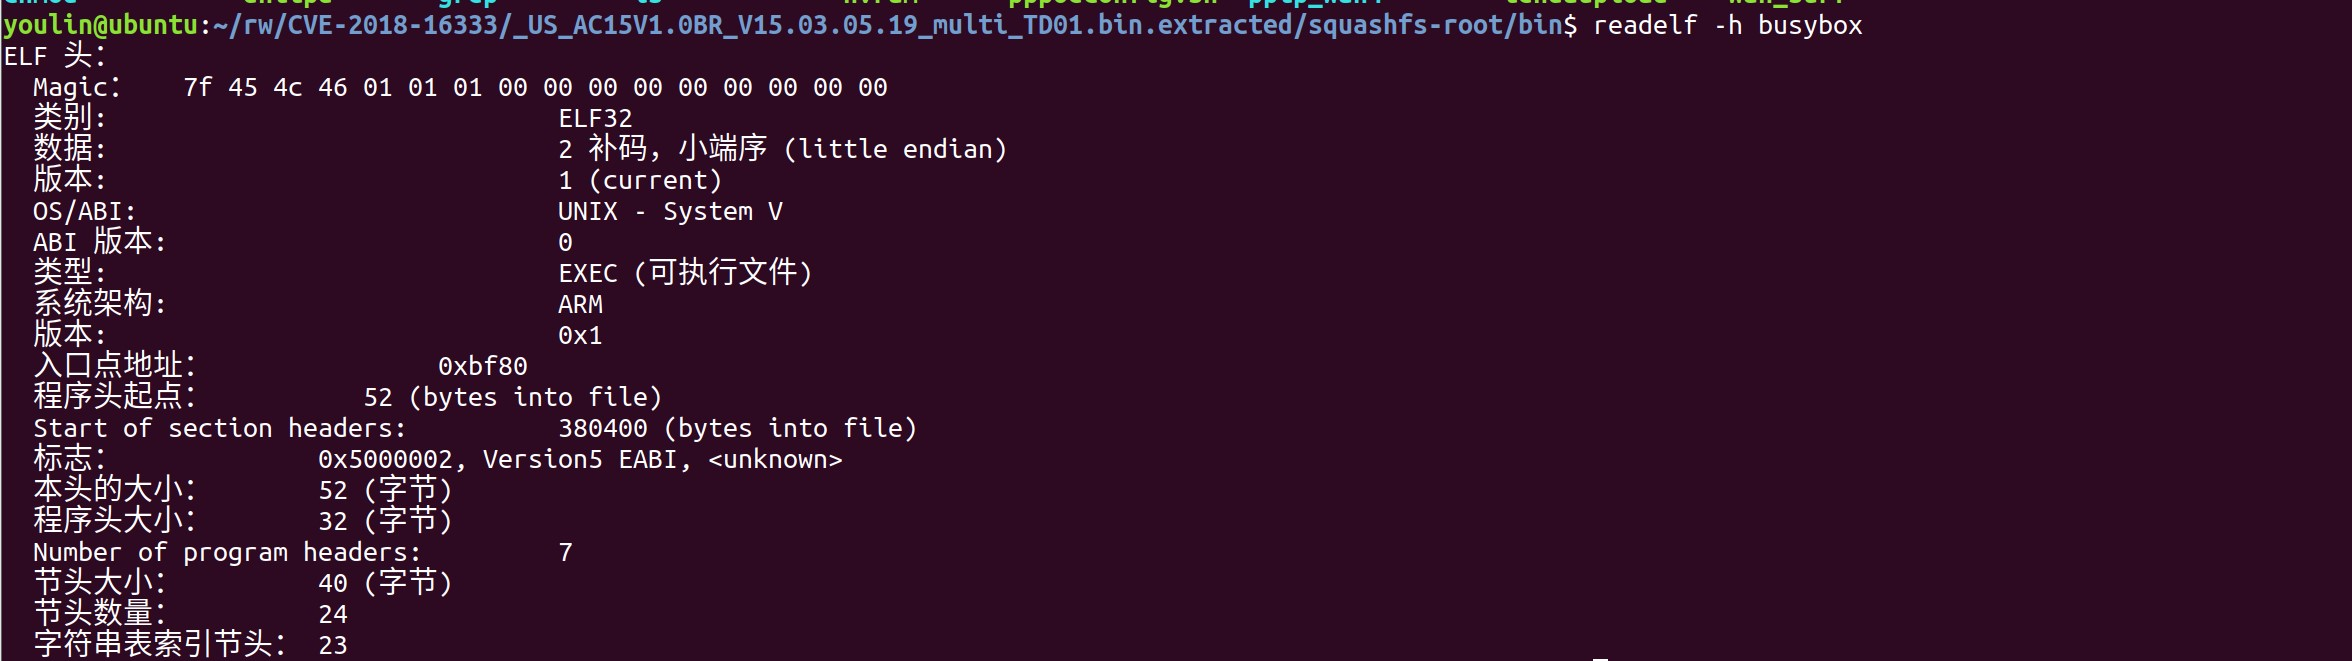 youlin@ubuntu:~/rw/CVE-2018-16333/_US_AC15V1.0BR_V15.03.05.19_multi_TD01.bin.extracted/squashfs-root/bin$ readelf -h busybox
ELF 头：
  Magic：   7f 45 4c 46 01 01 01 00 00 00 00 00 00 00 00 00
  类别:                              ELF32
  数据:                              2 补码，小端序 (little endian)
  版本:                              1 (current)
  OS/ABI:                            UNIX - System V
  ABI 版本:                          0
  类型:                              EXEC (可执行文件)
  系统架构:                          ARM
  版本:                              0x1
  入口点地址：               0xbf80
  程序头起点：          52 (bytes into file)
  Start of section headers:          380400 (bytes into file)
  标志：             0x5000002, Version5 EABI, <unknown>
  本头的大小：       52 (字节)
  程序头大小：       32 (字节)
  Number of program headers:         7
  节头大小：         40 (字节)
  节头数量：         24
  字符串表索引节头： 23